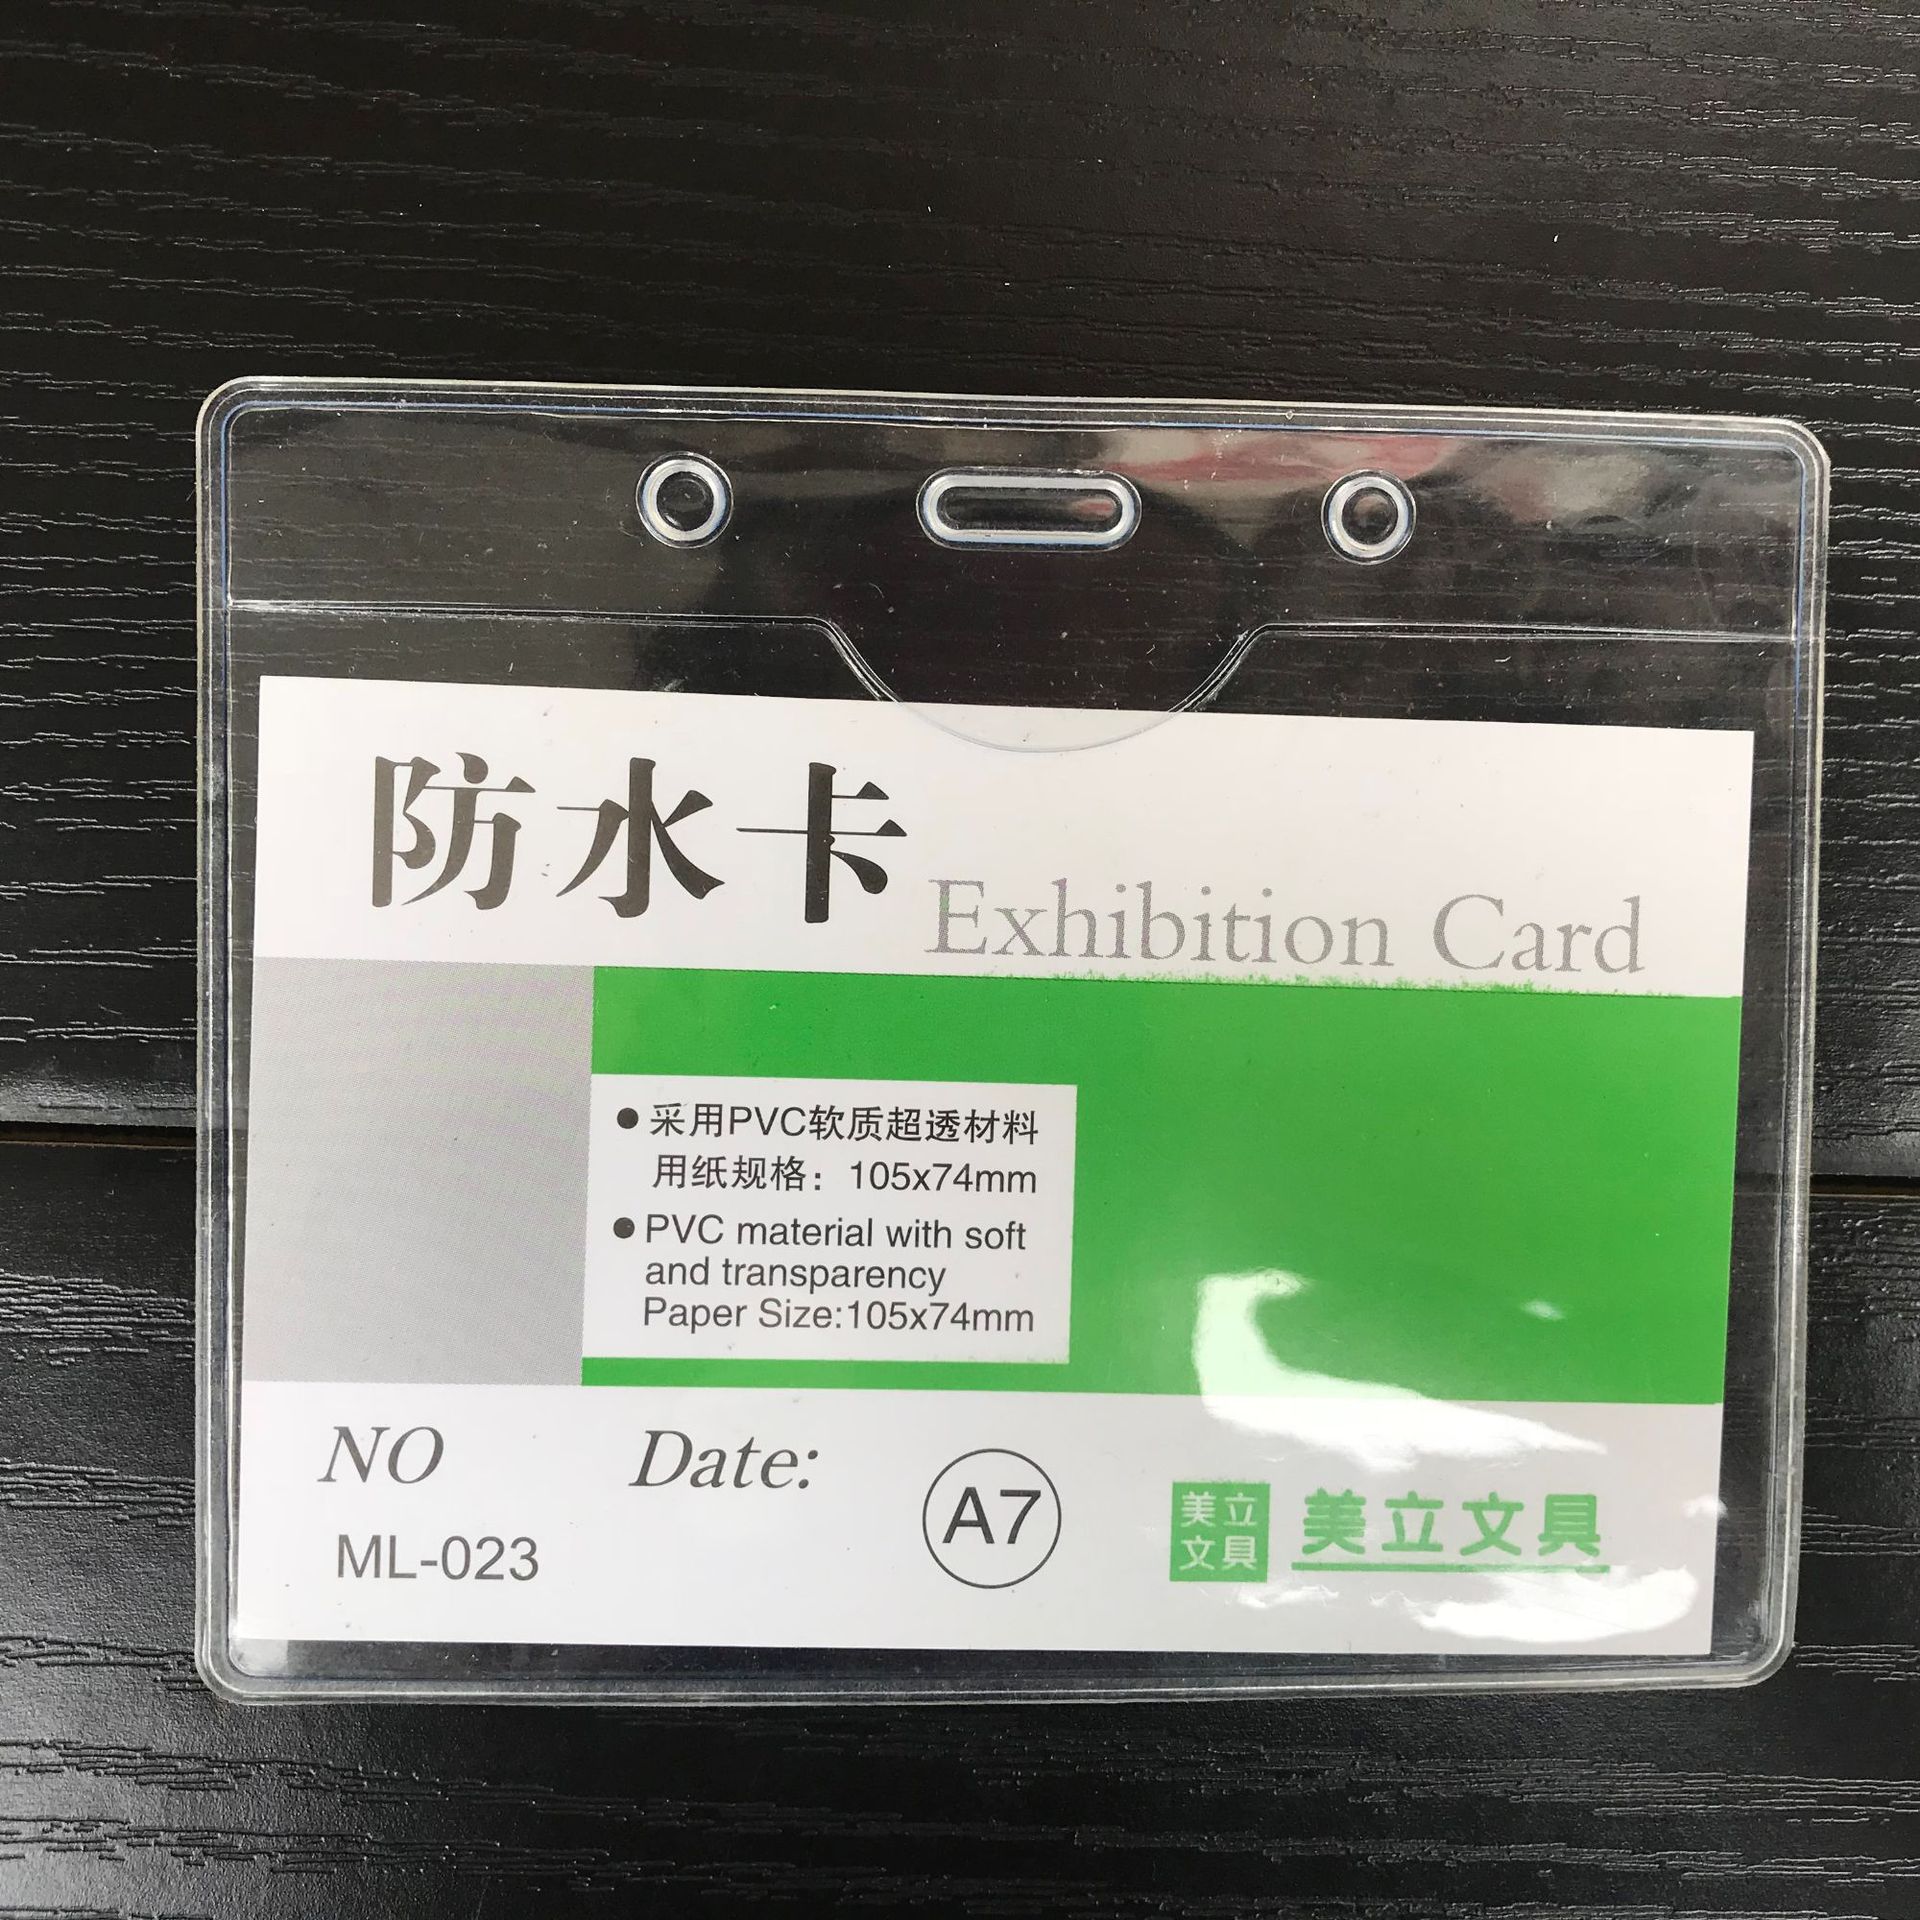 防水卡
Exhibition Card
●采用PVC软质超透材料
用纸规格：105x74mm
●PVC material with soft
and transparency
Paper Size:105x74mm
NO
Date:
ML-023
A7
美立
文具
美立文具